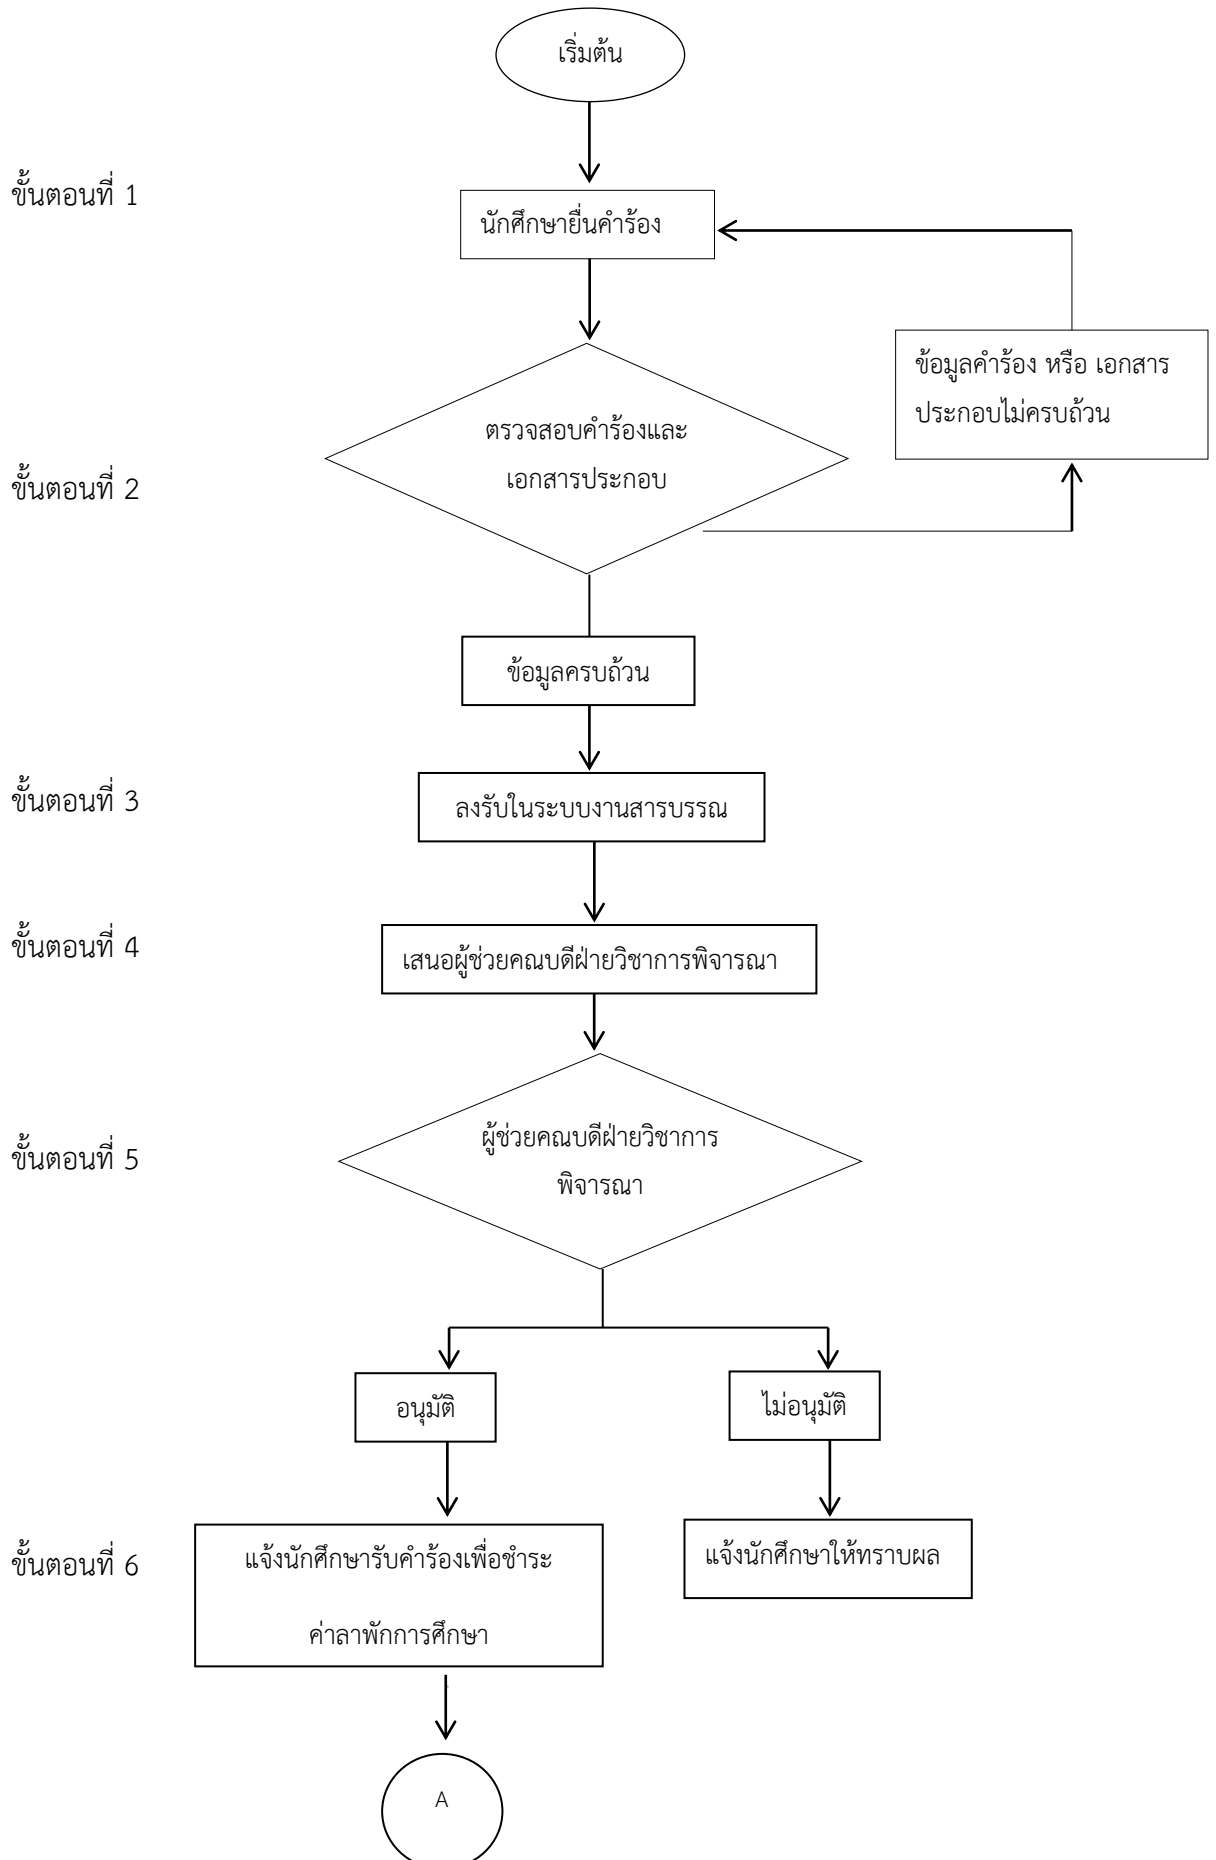 เริ่มต้น
ขั้นตอนที่ 1
นักศึกษายื่นคำร้อง
ข้อมูลคำร้อง หรือ เอกสาร
ประกอบไม่ครบถ้วน
ตรวจสอบคำร้องและ
เอกสารประกอบ
ขั้นตอนที่ 2
ข้อมูลครบถ้วน
ขั้นตอนที่ 3
ลงรับในระบบงานสารบรรณ
ขั้นตอนที่ 4
เสนอผู้ช่วยคณบดีฝ่ายวิชาการพิจารณา
ขั้นตอนที่ 5
ผู้ช่วยคณบดีฝ่ายวิชาการ
พิจารณา
อนุมัติ
ไม่อนุมัติ
ขั้นตอนที่ 6
แจ้งนักศึกษารับคำร้องเพื่อชำระ
ค่าลาพักการศึกษา
แจ้งนักศึกษาให้ทราบผล
A